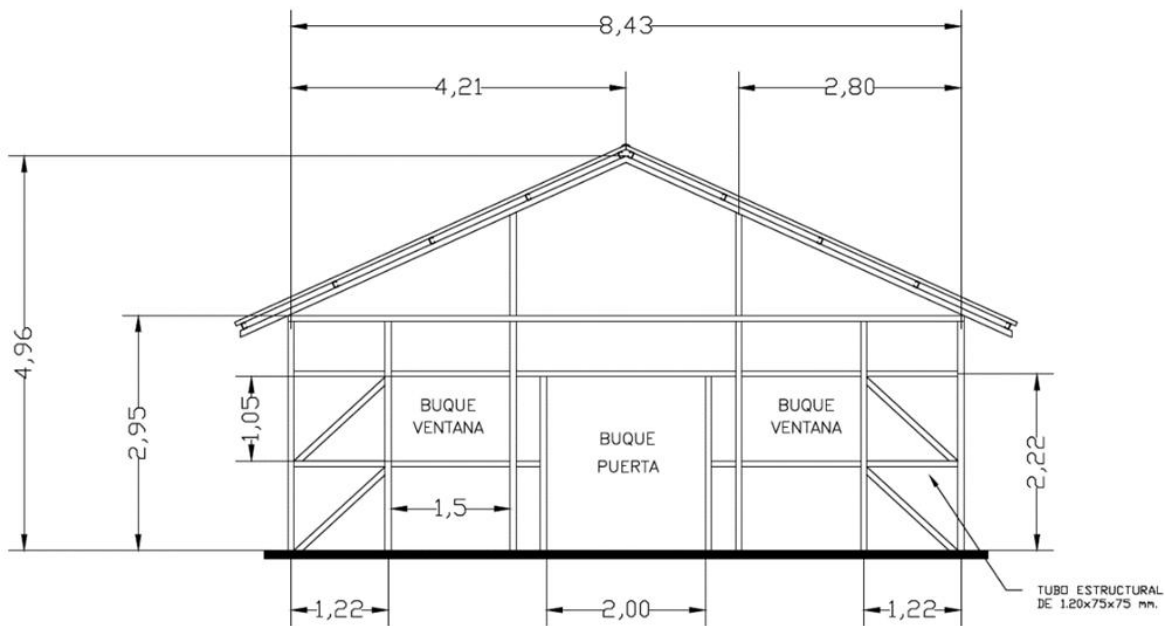 8,43
4,21
2,80
4,96
2,95
1,05
BUQUE
VENTANA
BUQUE
PUERTA
BUQUE
VENTANA
2,22
1,5
1,22
2,00
1,22
TUBO ESTRUCTURAL
DE 1.20x75x75 mm.